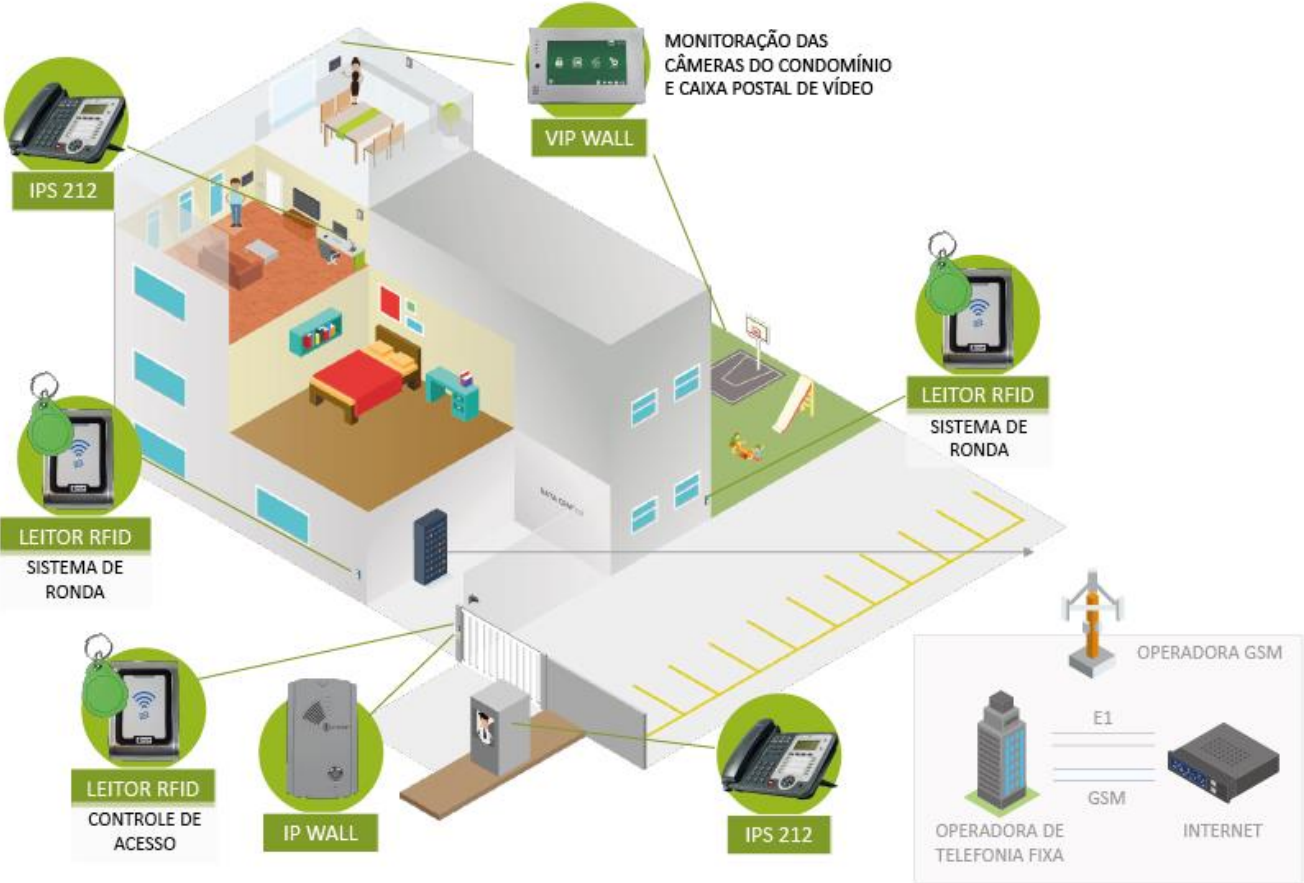 MONITORAÇÃO DAS
CÂMERAS DO CONDOMÍNIO
E CAIXA POSTAL DE VÍDEO
VIP WALL
IPS 212
LEITOR RFID
SISTEMA DE
RONDA
LEITOR RFID
SISTEMA DE
RONDA
LEITOR RFID
CONTROLE DE
ACESSO
IP WALL
IPS 212
OPERADORA GSM
E1
GSM
OPERADORA DE
TELEFONIA FIXA
INTERNET